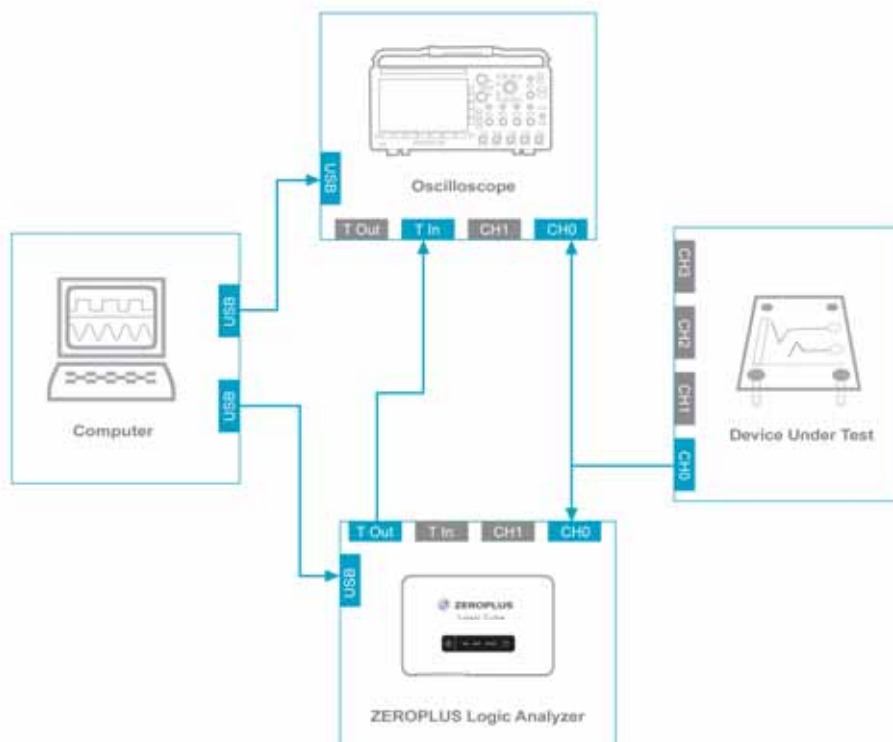 Oscilloscope
USB
T Out
T In
CH1
CH0
Computer
USB
USB
Device Under Test
CH3
CH2
CH1
CH0
T Out
T In
CH1
CH0
USB
ZEROPLUS
ZEROPLUS Logic Analyzer